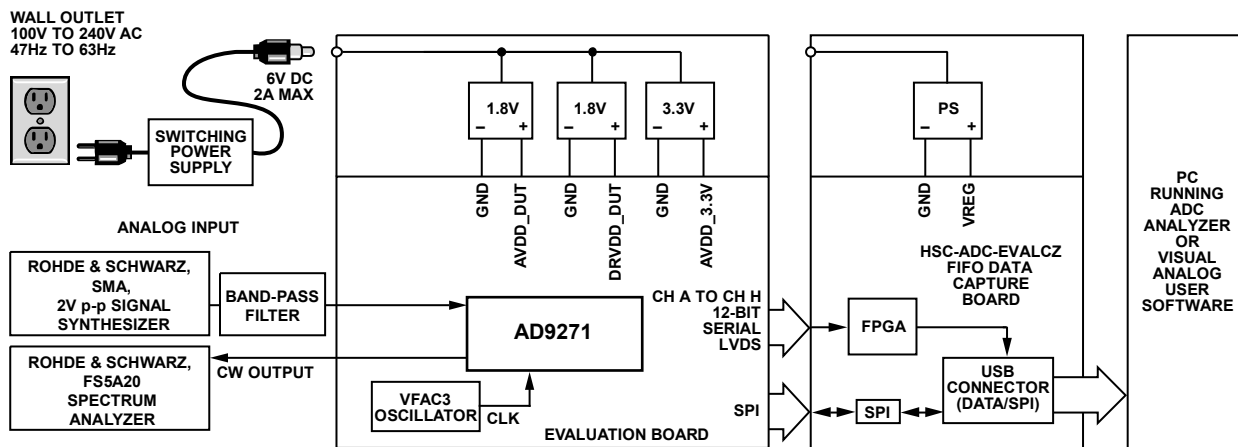 WALL OUTLET
100V TO 240V AC
47Hz TO 63Hz
6V DC
2A MAX
SWITCHING
POWER
SUPPLY
1.8V
– +
1.8V
– +
3.3V
– +
PS
– +
GND
AVDD_DUT
GND
DRVDD_DUT
GND
AVDD_3.3V
GND
VREG
ANALOG INPUT
ROHDE & SCHWARZ,
SMA,
2V p-p SIGNAL
SYNTHESIZER
BAND-PASS
FILTER
ROHDE & SCHWARZ,
FS5A20
SPECTRUM
ANALYZER
CW OUTPUT
AD9271
VFAC3
OSCILLATOR
CLK
CH A TO CH H
12-BIT
SERIAL
LVDS
SPI
EVALUATION BOARD
HSC-ADC-EVALCZ
FIFO DATA
CAPTURE
BOARD
FPGA
SPI
USB
CONNECTOR
(DATA/SPI)
PC
RUNNING
ADC
ANALYZER
OR
VISUAL
ANALOG
USER
SOFTWARE